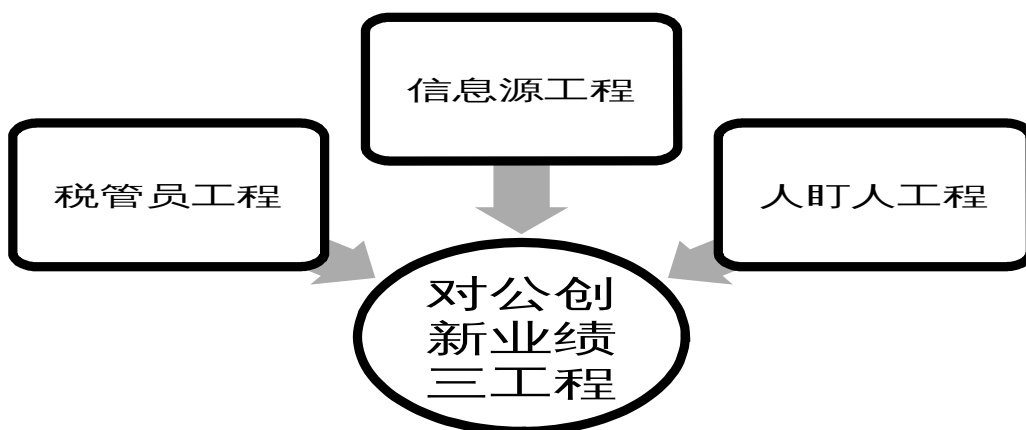 信息源工程
税管员工程
人盯人工程
对公创
新业绩
三工程